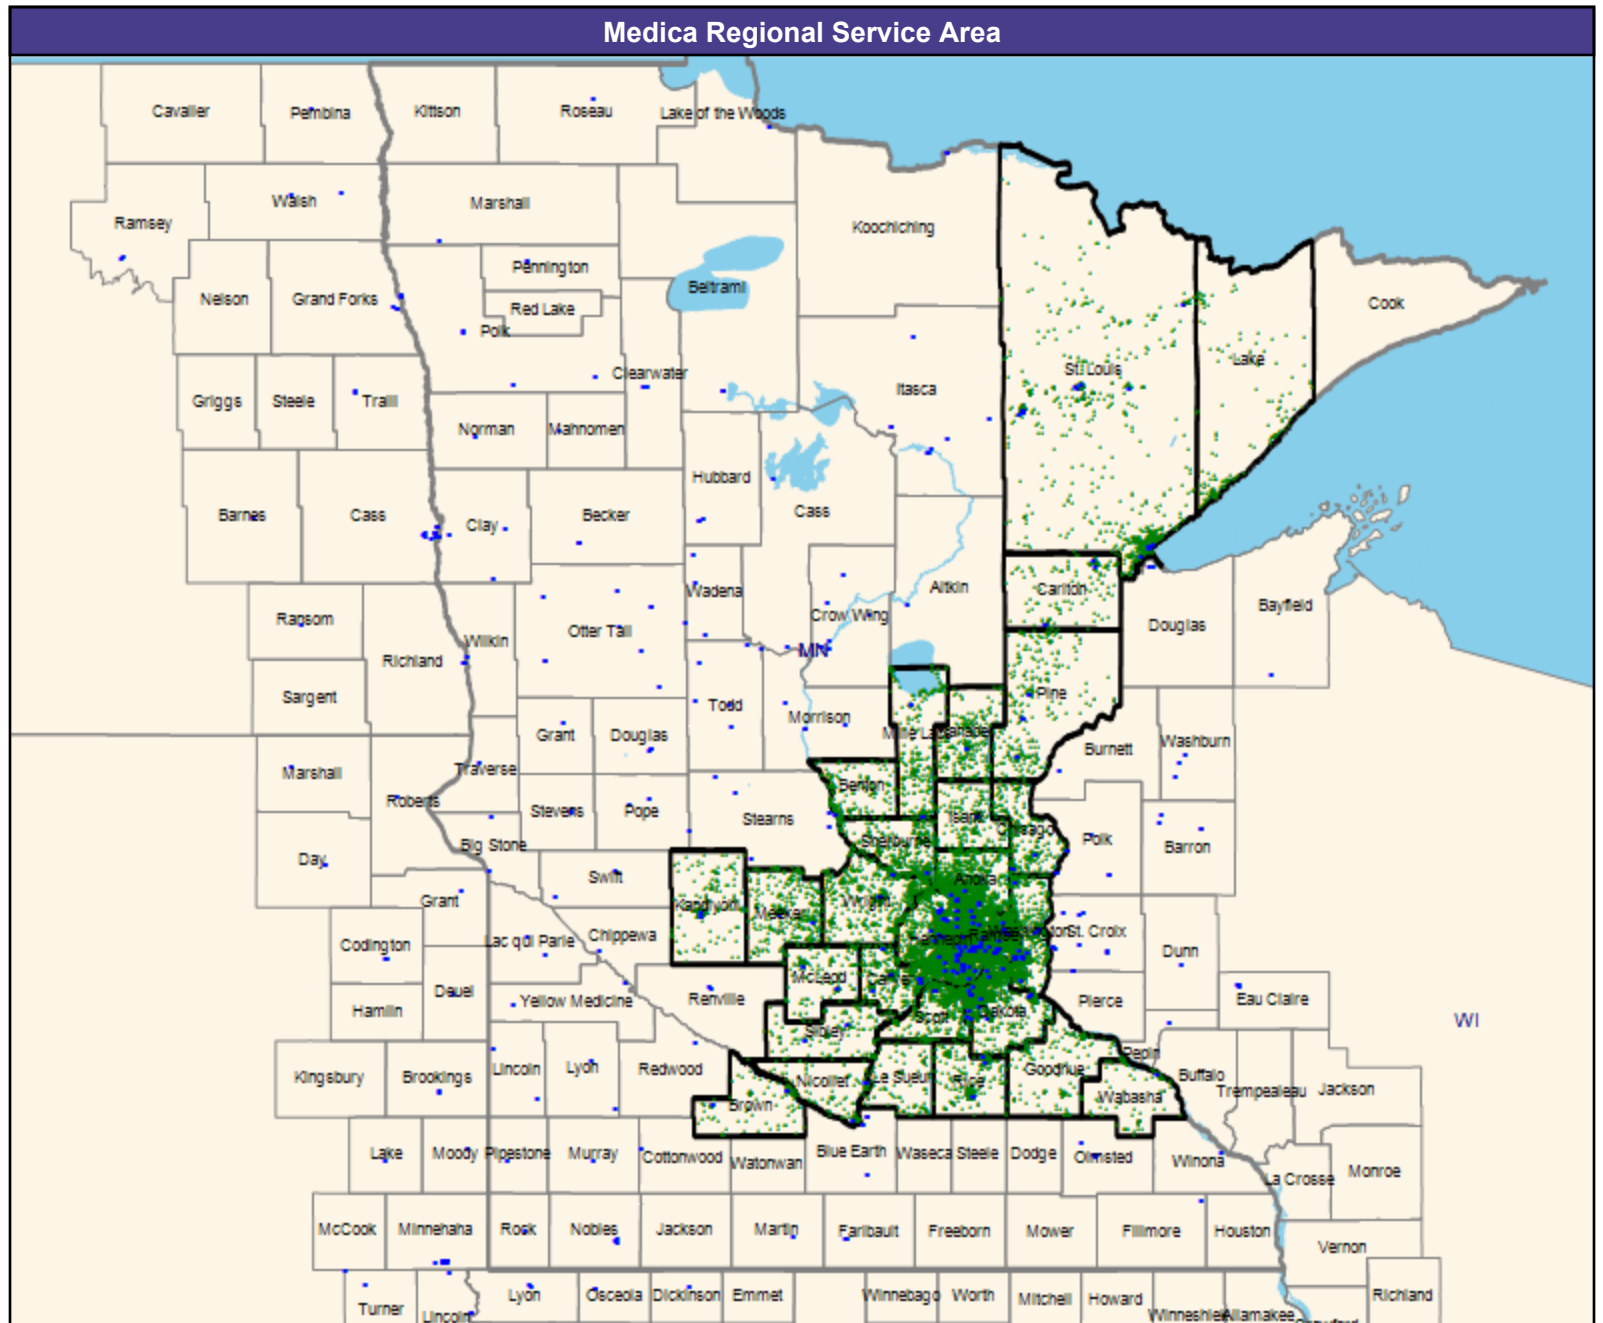 Medica Regional Service Area
Cavalier
Pembina
Kittson
Roseau
Lake of the Woods
Walsh
Marshall
Ramsey
Koochiching
Pennington
Beltrami
Nelson
Grand Forks
Red Lake
Cook
Polk
Lake
St. Louis
Clearwater
Itasca
Griggs
Steele
Traill
Norman
Mahnomen
Hubbard
Barnes
Cass
Clay
Becker
Cass
Wadena
Aitkin
Carlton
Bayfield
Crow Wing
Ransom
Otter Tail
Douglas
Wilkin
MN
Richland
Sargent
Pine
Todd
Morrison
Grant
Douglas
Burnett
Washburn
Traverse
Marshall
Benton
Roberts
Stevens
Pope
Stearns
Isanti
Chisago
Sherburne
Polk
Barron
Big Stone
Day
Swift
Anoka
Grant
Kandiyohi
Meeker
Wright
Codington
Lac qui Parle
Chippewa
Hennepin
Ramsey
St. Croix
Dunn
McLeod
Carver
Deuel
Yellow Medicine
Renville
Pierce
Eau Claire
Hamlin
Scott
Dakota
WI
Sibley
Pepin
Lincoln
Lyon
Redwood
Kingsbury
Brookings
Nicollet
Le Sueur
Rice
Goodhue
Buffalo
Trempealeau
Jackson
Brown
Wabasha
Lake
Moody
Pipestone
Murray
Cottonwood
Watonwan
Blue Earth
Waseca
Steele
Dodge
Olmsted
Winona
La Crosse
Monroe
McCook
Minnehaha
Rock
Nobles
Jackson
Martin
Faribault
Freeborn
Mower
Fillmore
Houston
Vernon
Turner
Lincoln
Lyon
Osceola
Dickinson
Emmet
Winnebago
Worth
Mitchell
Howard
Winneshiek
Allamakee
Richland